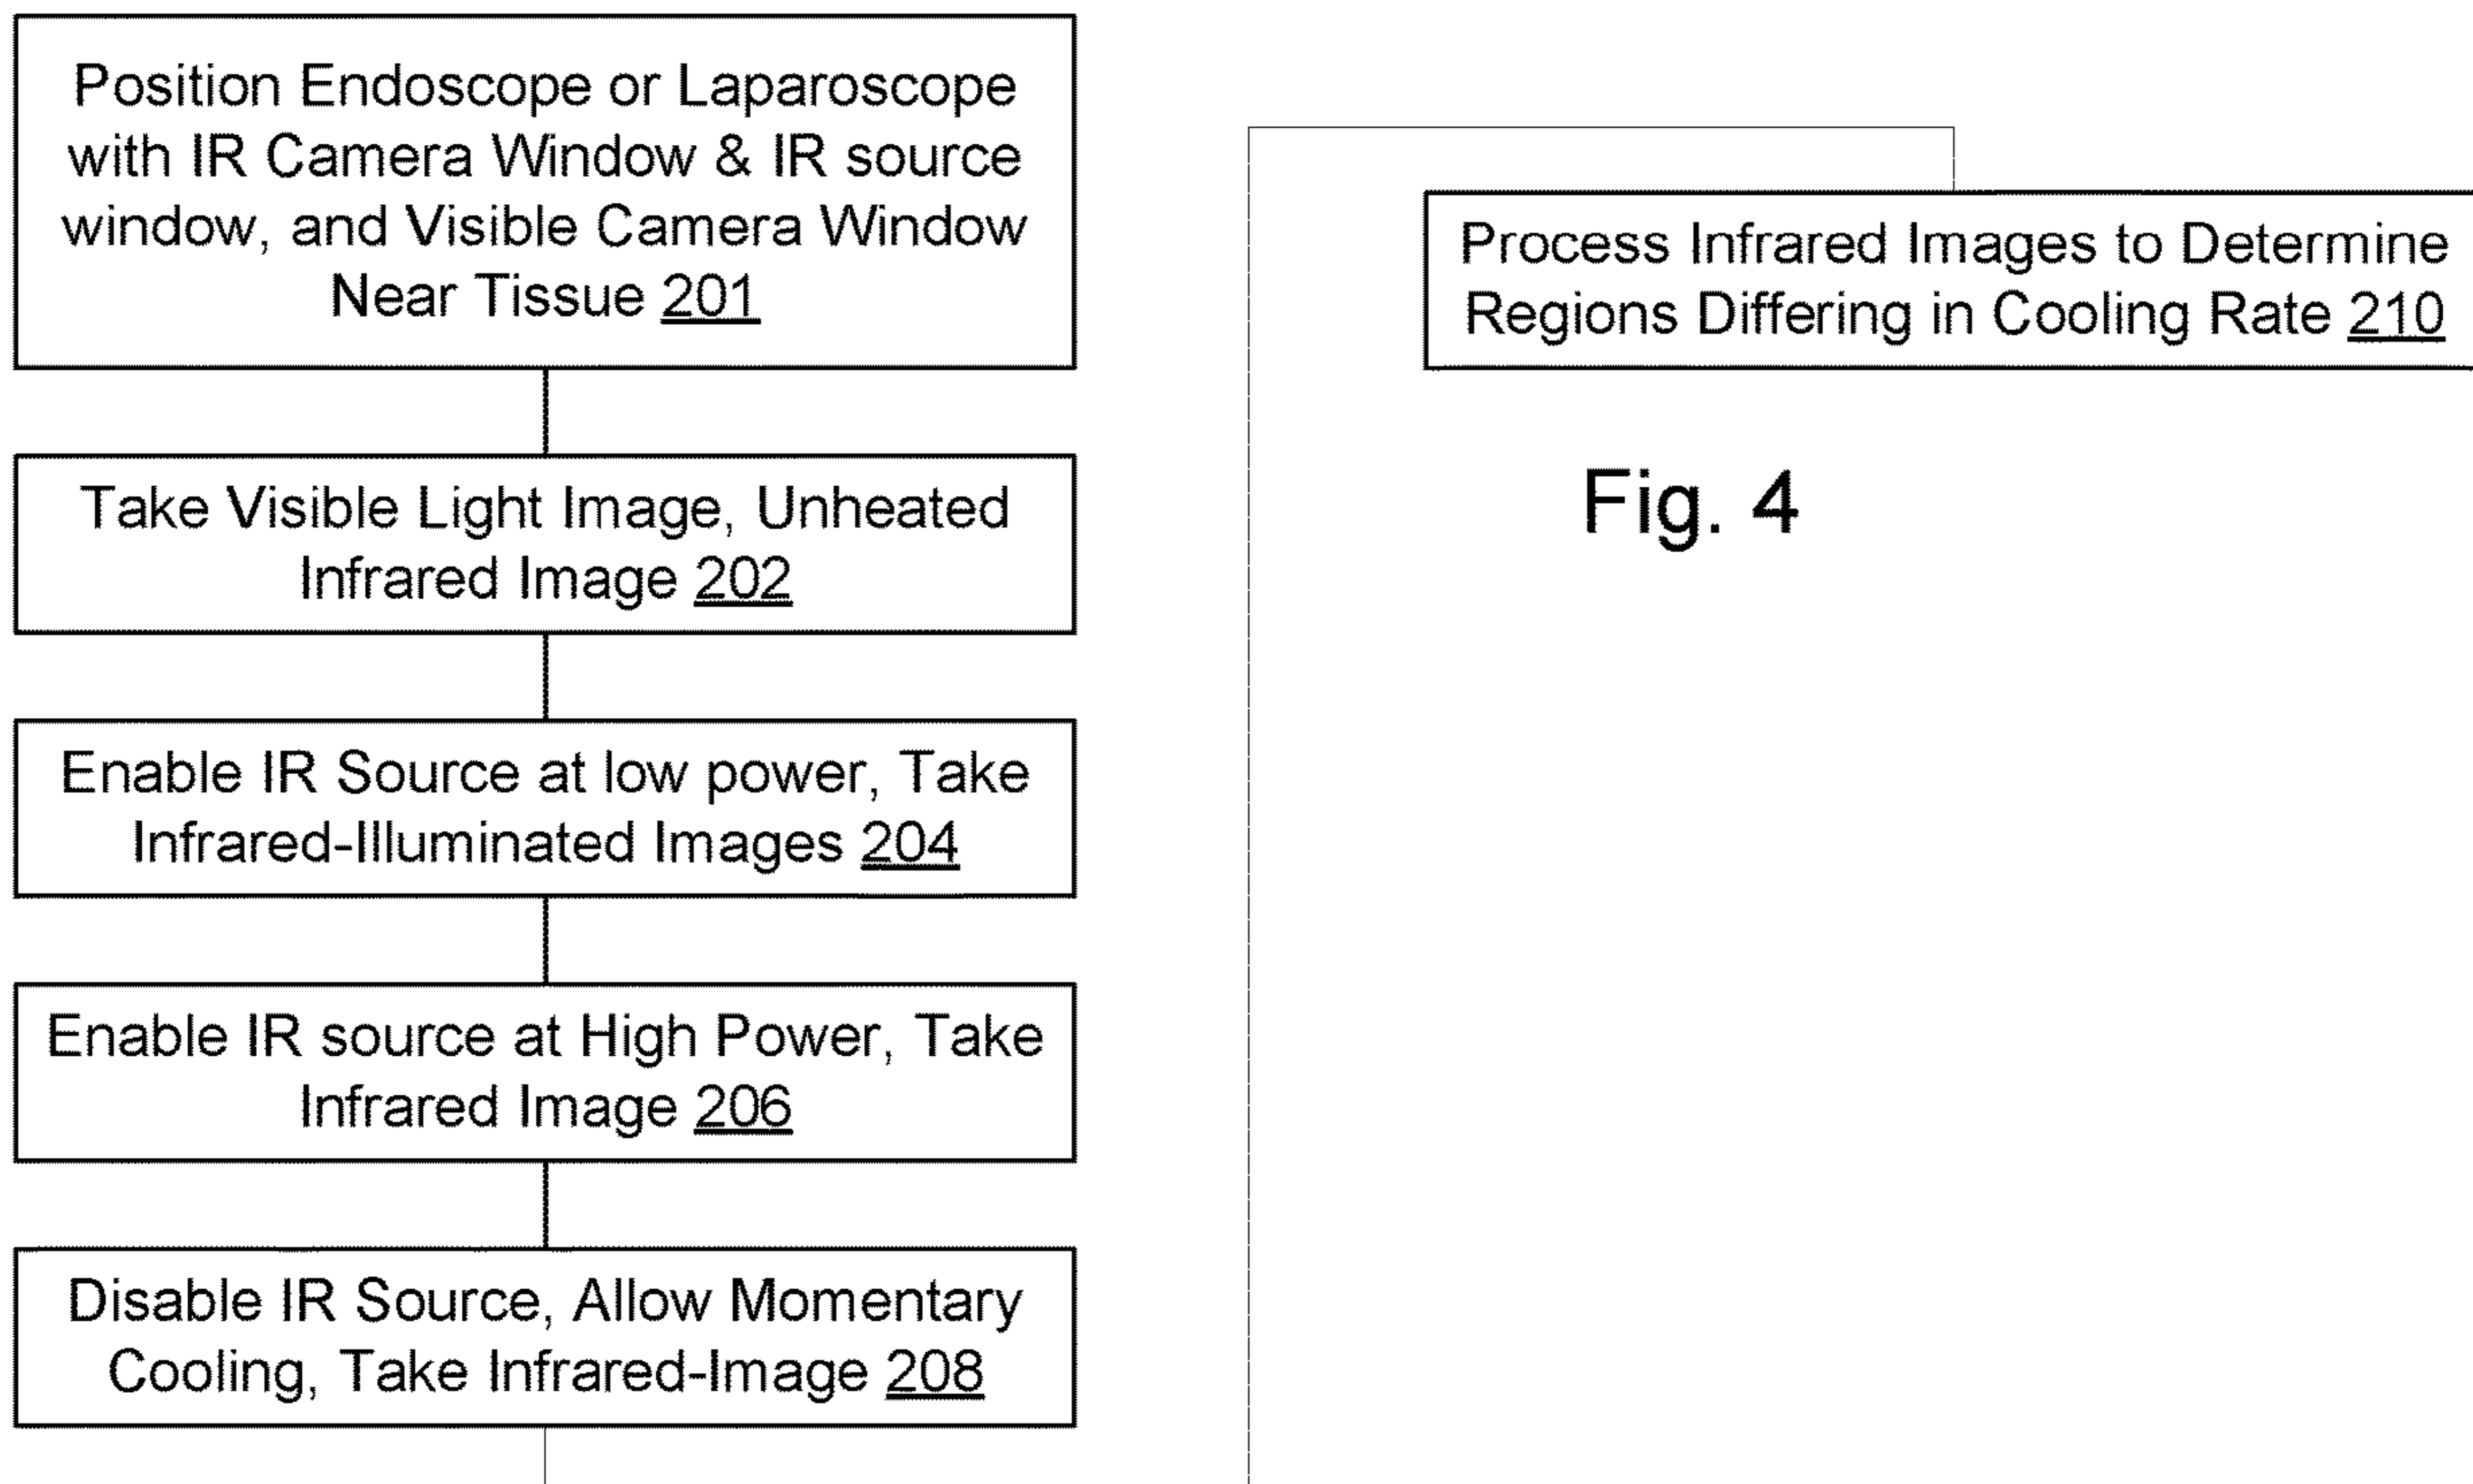 Position Endoscope or Laparoscope
with IR Camera Window & IR source
window, and Visible Camera Window
Near Tissue 201
Take Visible Light Image, Unheated
Infrared Image 202
Enable IR Source at low power, Take
Infrared-Illuminated Images 204
Enable IR source at High Power, Take
Infrared Image 206
Disable IR Source, Allow Momentary
Cooling, Take Infrared-Image 208
Process Infrared Images to Determine
Regions Differing in Cooling Rate 210
Fig. 4